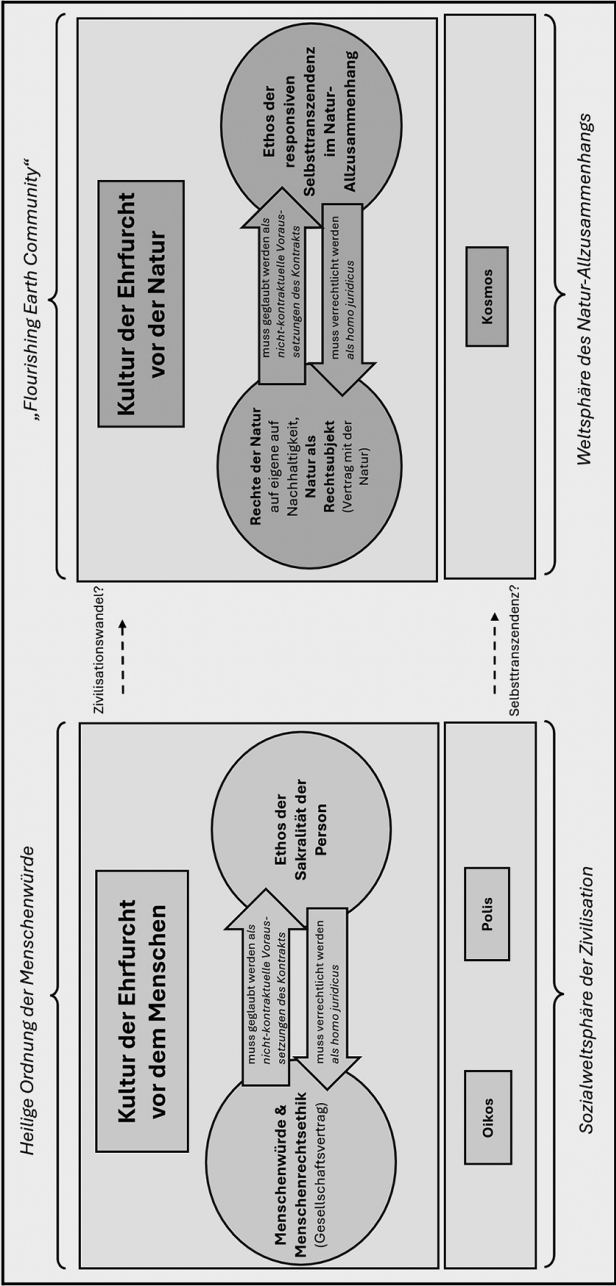 Heilige Ordnung der Menschenwürde
Kultur der Ehrfurcht
vor dem Menschen
Menschenwürde &
Menschenrechtsethik
(Gesellschaftsvertrag)
muss geglaubt werden als
nicht-kontraktuelle Voraus-
setzungen des Kontrakts
muss verrechtlicht werden
als homo juridicus
Ethos der
Sakralität der
Person
Oikos
Polis
Sozialweltsphäre der Zivilisation
Zivilisationswandel?
Selbsttranszendenz?
„Flourishing Earth Community“
Kultur der Ehrfurcht
vor der Natur
Rechte der Natur
auf eigene auf
Nachhaltigkeit,
Natur als
Rechtsubjekt
(Vertrag mit der
Natur)
muss geglaubt werden als
nicht-kontraktuelle Voraus-
setzungen des Kontrakts
muss verrechtlicht werden
als homo juridicus
Ethos der
responsiven
Selbsttranszendenz
im Natur-
Allzusammenhang
Kosmos
Weltsphäre des Natur-Allzusammenhangs